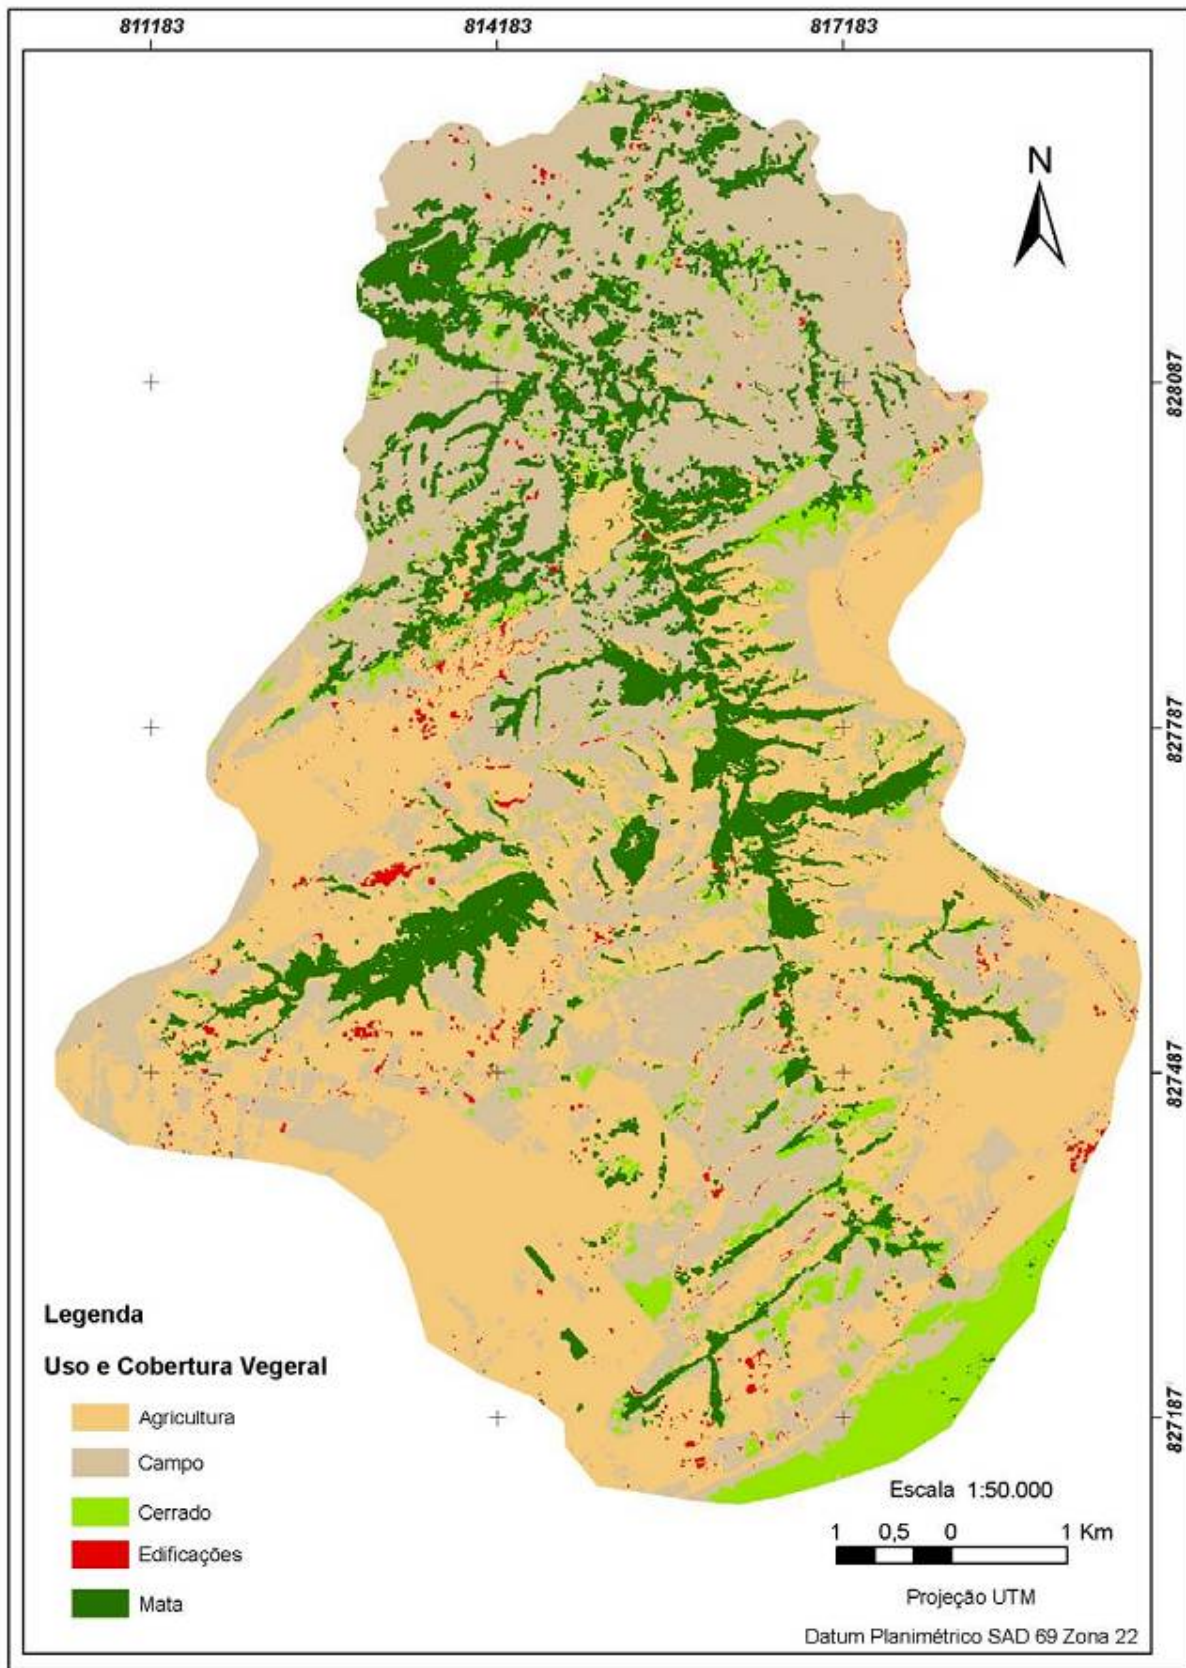 811183 814183 817183
N
828087
827787
827487
827187
Legenda
Uso e Cobertura Vegeral
Agricultura
Campo
Cerrado
Edificações
Mata
Escala 1:50.000
1 0,5 0 1 Km
Projeção UTM
Datum Planimétrico SAD 69 Zona 22